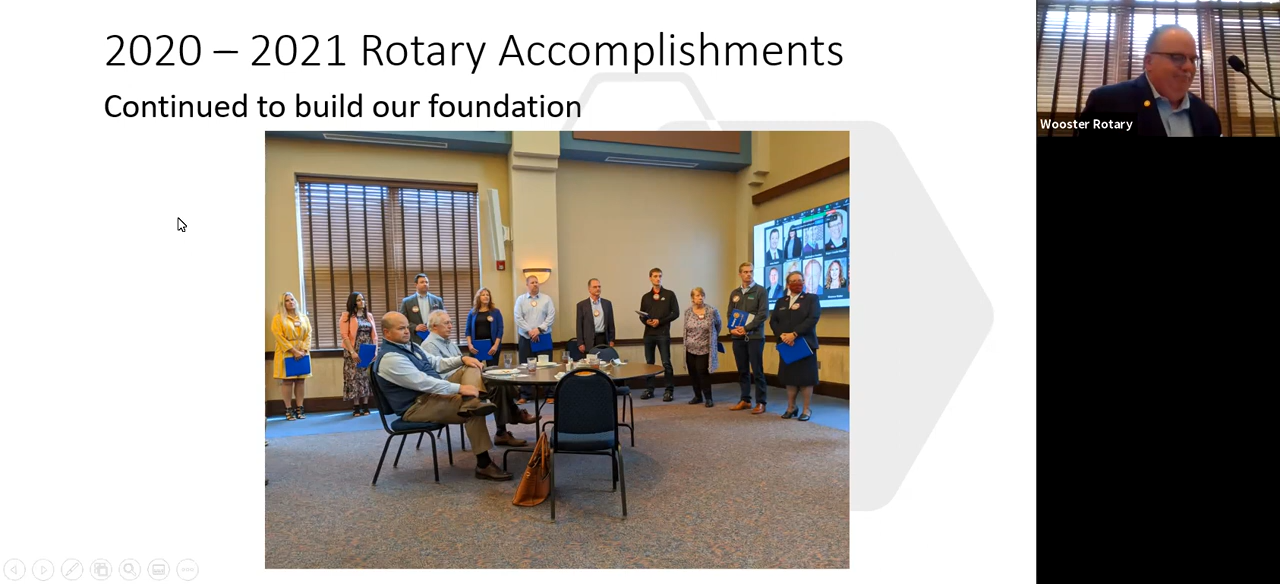 2020 – 2021 Rotary Accomplishments
Continued to build our foundation
Wooster Rotary